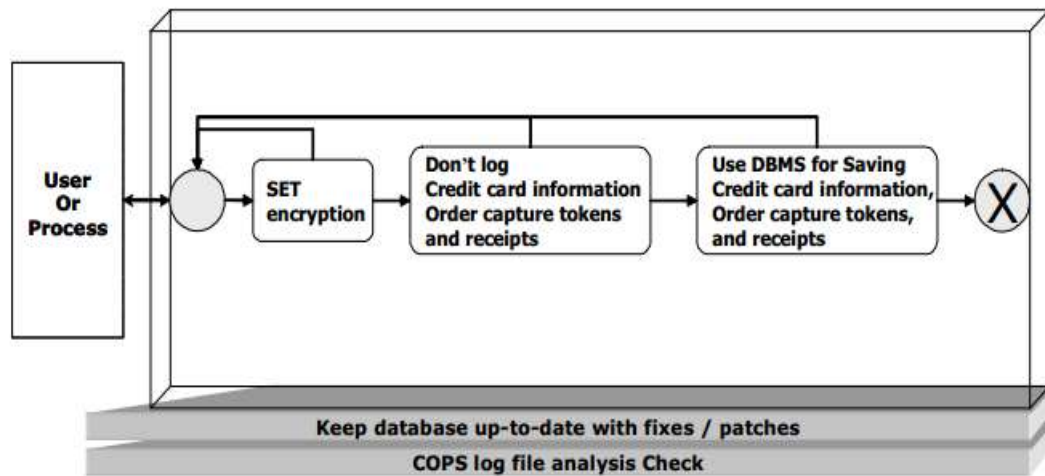 User
Or
Process
SET
encryption
Don't log
Credit card information
Order capture tokens
and receipts
Use DBMS for Saving
Credit card information,
Order capture tokens,
and receipts
X
Keep database up-to-date with fixes / patches
COPS log file analysis Check